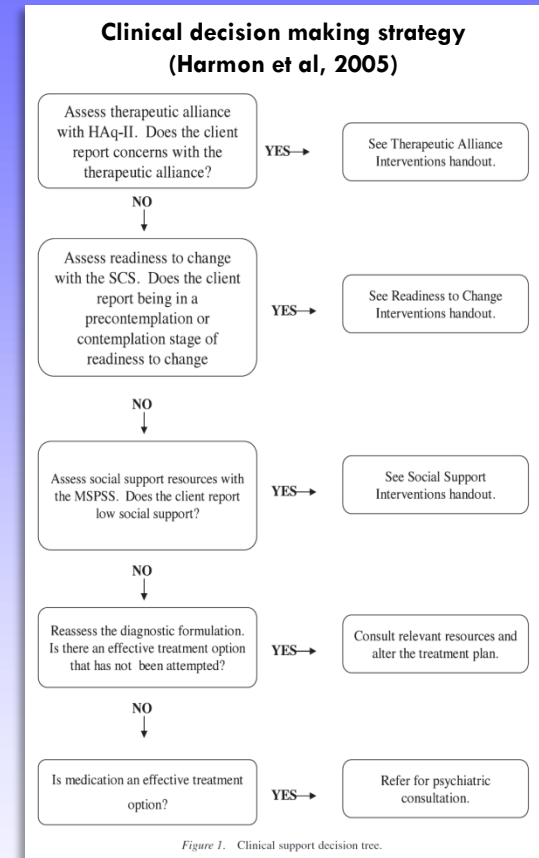 Clinical decision making strategy
(Harmon et al, 2005)
Assess therapeutic alliance
with HAq-II. Does the client
report concerns with the
therapeutic alliance?
YES
See Therapeutic Alliance
Interventions handout.
NO
Assess readiness to change
with the SCS. Does the client
report being in a
precontemplation or
contemplation stage of
readiness to change
YES
See Readiness to Change
Interventions handout.
NO
Assess social support resources with
the MSPSS. Does the client report
low social support?
YES
See Social Support
Interventions handout.
NO
Reassess the diagnostic formulation.
Is there an effective treatment option
that has not been attempted?
YES
Consult relevant resources and
alter the treatment plan.
NO
Is medication an effective treatment
option?
YES
Refer for psychiatric
consultation.
Figure 1. Clinical support decision tree.